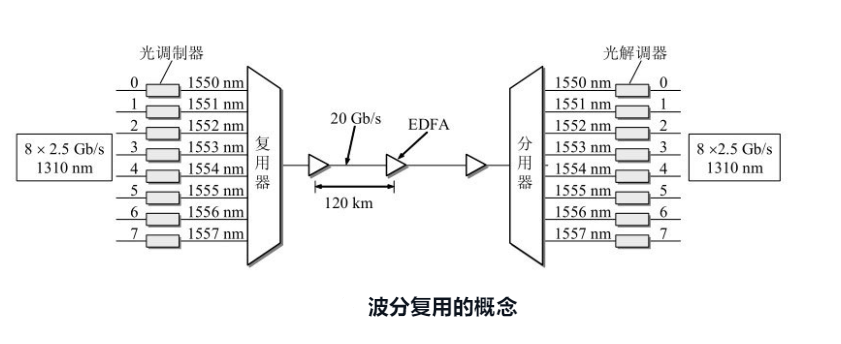 光调制器
光解调器
0 1550 nm
1 1551 nm
2 1552 nm
3 1553 nm
4 1554 nm
5 1555 nm
6 1556 nm
7 1557 nm
8 × 2.5 Gb/s
1310 nm
复用器
20 Gb/s
EDFA
120 km
分用器
1550 nm 0
1551 nm 1
1552 nm 2
1553 nm 3
1554 nm 4
1555 nm 5
1556 nm 6
1557 nm 7
8 ×2.5 Gb/s
1310 nm
波分复用的概念